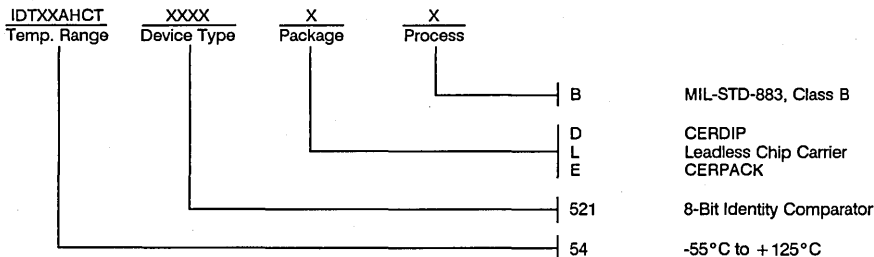 IDTXXAHCT XXXX X X
Temp. Range Device Type Package Process
B MIL-STD-883, Class B
D CERDIP
L Leadless Chip Carrier
E CERPACK
521 8-Bit Identity Comparator
54 -55°C to +125°C